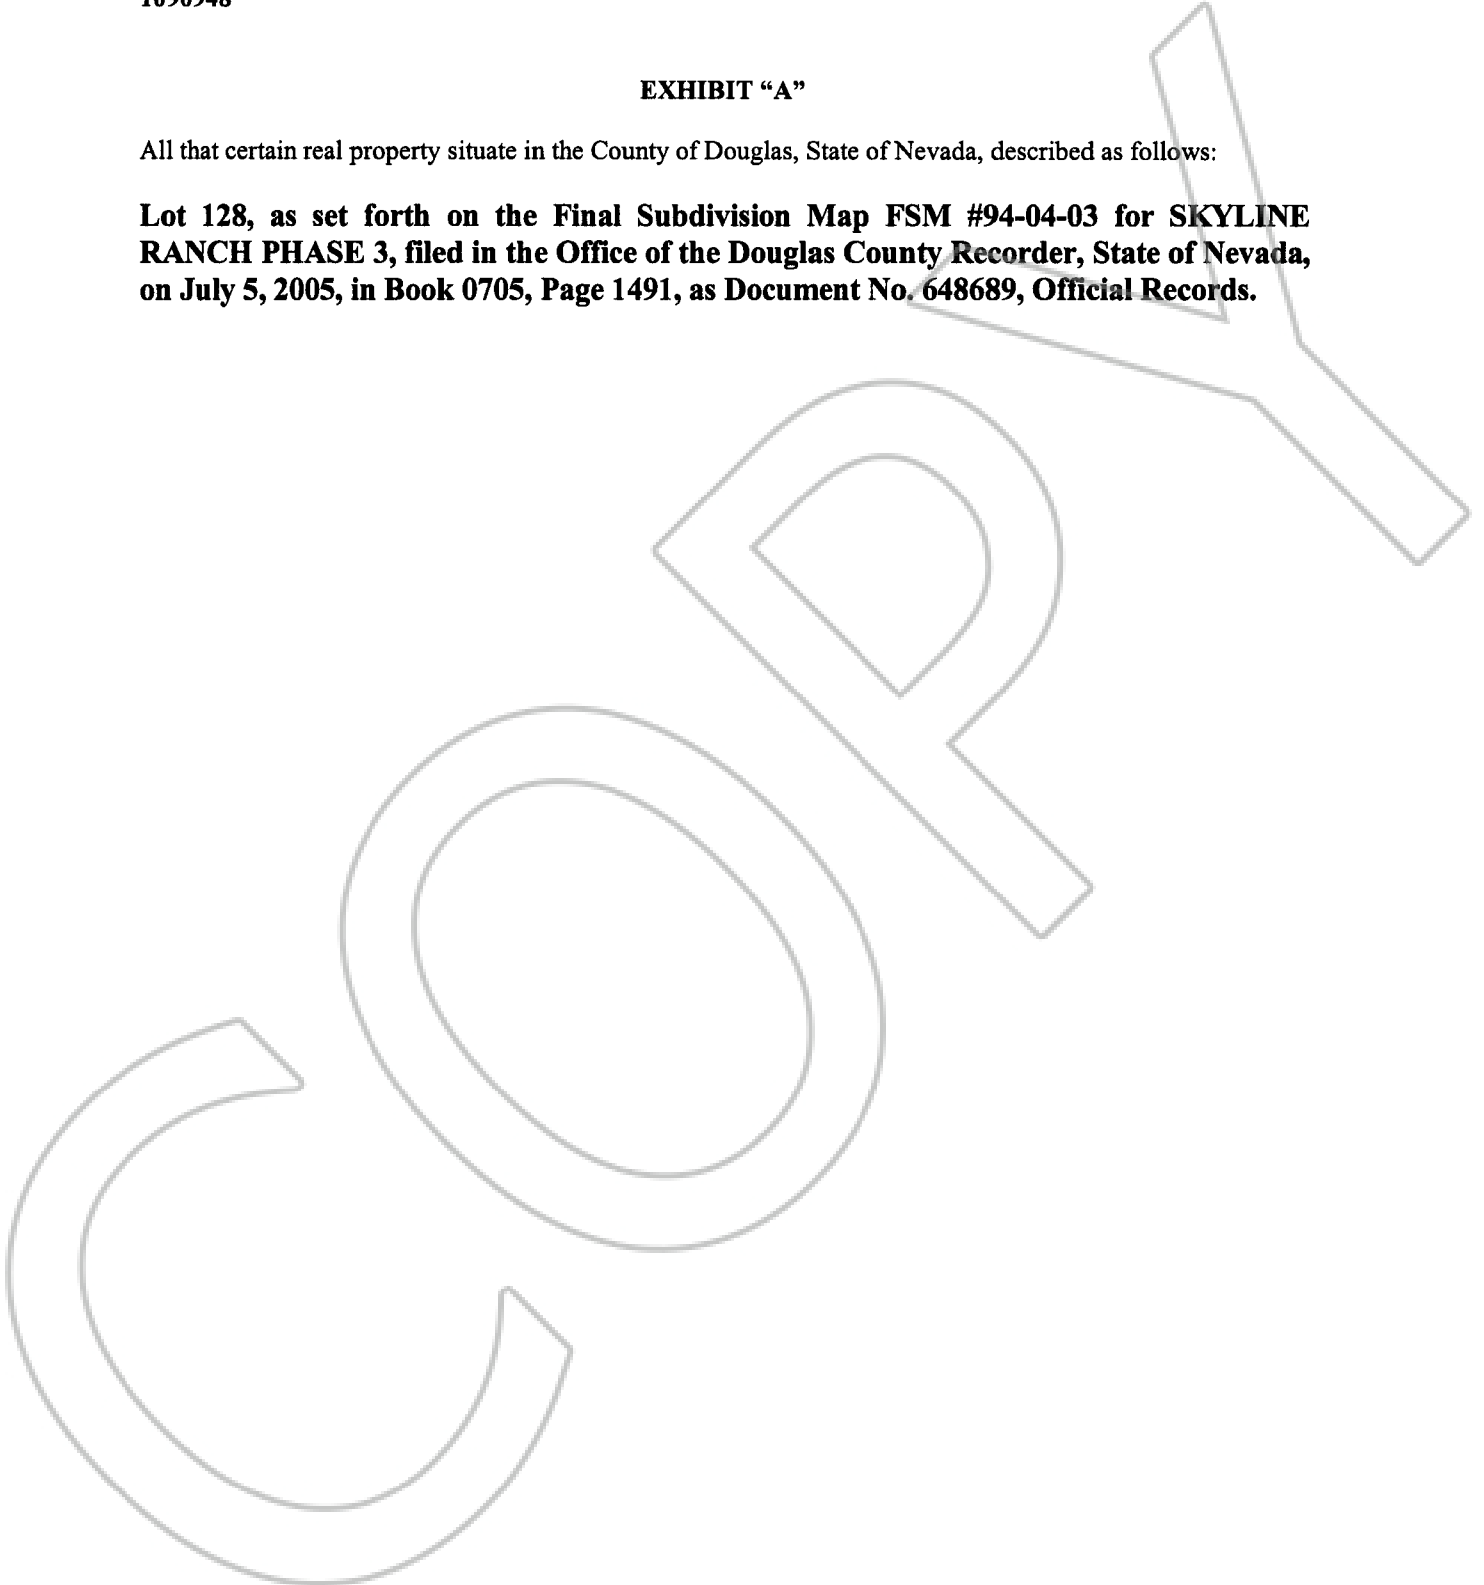 EXHIBIT “A”
All that certain real property situate in the County of Douglas, State of Nevada, described as follows:
Lot 128, as set forth on the Final Subdivision Map FSM #94-04-03 for SKYLINE
RANCH PHASE 3, filed in the Office of the Douglas County Recorder, State of Nevada,
on July 5, 2005, in Book 0705, Page 1491, as Document No. 648689, Official Records.
COPY